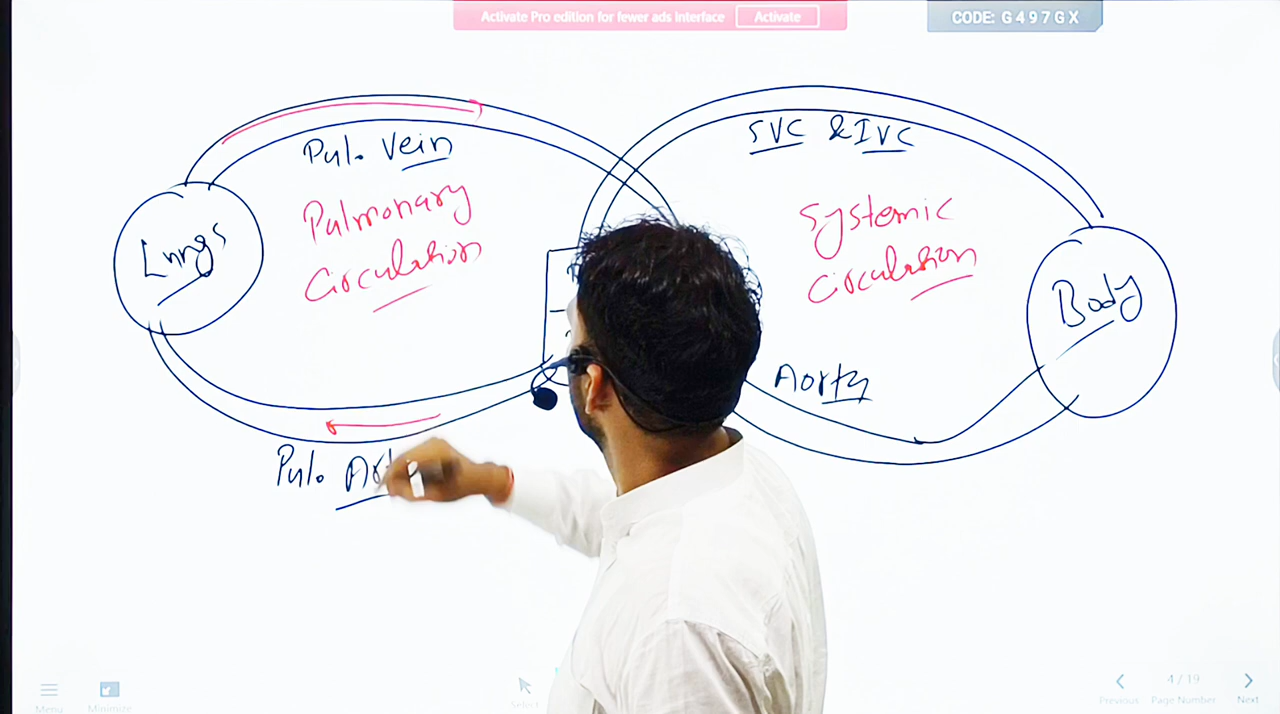 Activate Pro edition for fewer ads interface
Activate
CODE: G497GX
Pul. Vein
SVC & IVC
Pulmonary
Circulation
Systemic
Circulation
Lungs
Body
Aorta
Pul.
Menu
Minimize
Select
Previous
4 / 19
Page Number
Next